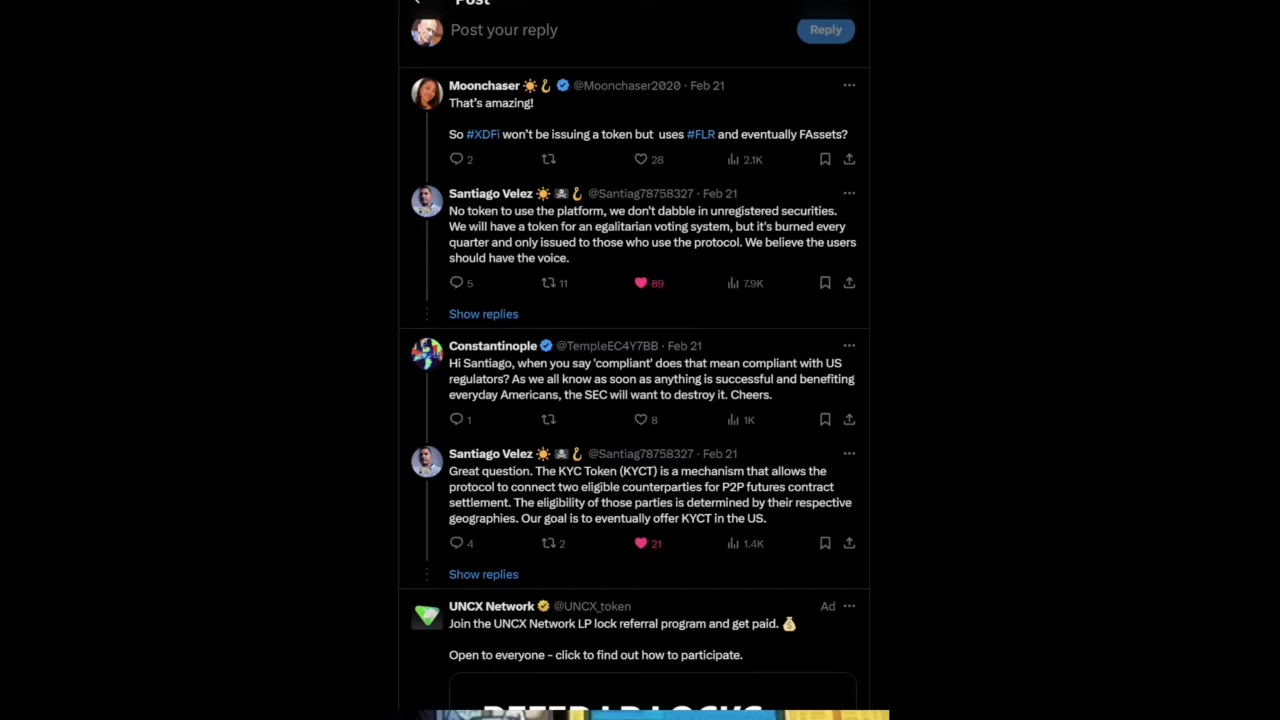 Post
Post your reply
Reply
Moonchaser ☀️🪝 @Moonchaser2020 · Feb 21
That's amazing!
So #XDFi won't be issuing a token but uses #FLR and eventually FAssets?
2 28 2.1K
Santiago Velez ☀️🏴‍☠️🪝 @Santiag78758327 · Feb 21
No token to use the platform, we don't dabble in unregistered securities.
We will have a token for an egalitarian voting system, but it's burned every
quarter and only issued to those who use the protocol. We believe the users
should have the voice.
5 11 89 7.9K
Show replies
Constantinople @TempleEC4Y7BB · Feb 21
Hi Santiago, when you say 'compliant' does that mean compliant with US
regulators? As we all know as soon as anything is successful and benefiting
everyday Americans, the SEC will want to destroy it. Cheers.
1 8 1K
Santiago Velez ☀️🏴‍☠️🪝 @Santiag78758327 · Feb 21
Great question. The KYC Token (KYCT) is a mechanism that allows the
protocol to connect two eligible counterparties for P2P futures contract
settlement. The eligibility of those parties is determined by their respective
geographies. Our goal is to eventually offer KYCT in the US.
4 2 21 1.4K
Show replies
UNCX Network @UNCX_token Ad
Join the UNCX Network LP lock referral program and get paid. 💰
Open to everyone - click to find out how to participate.